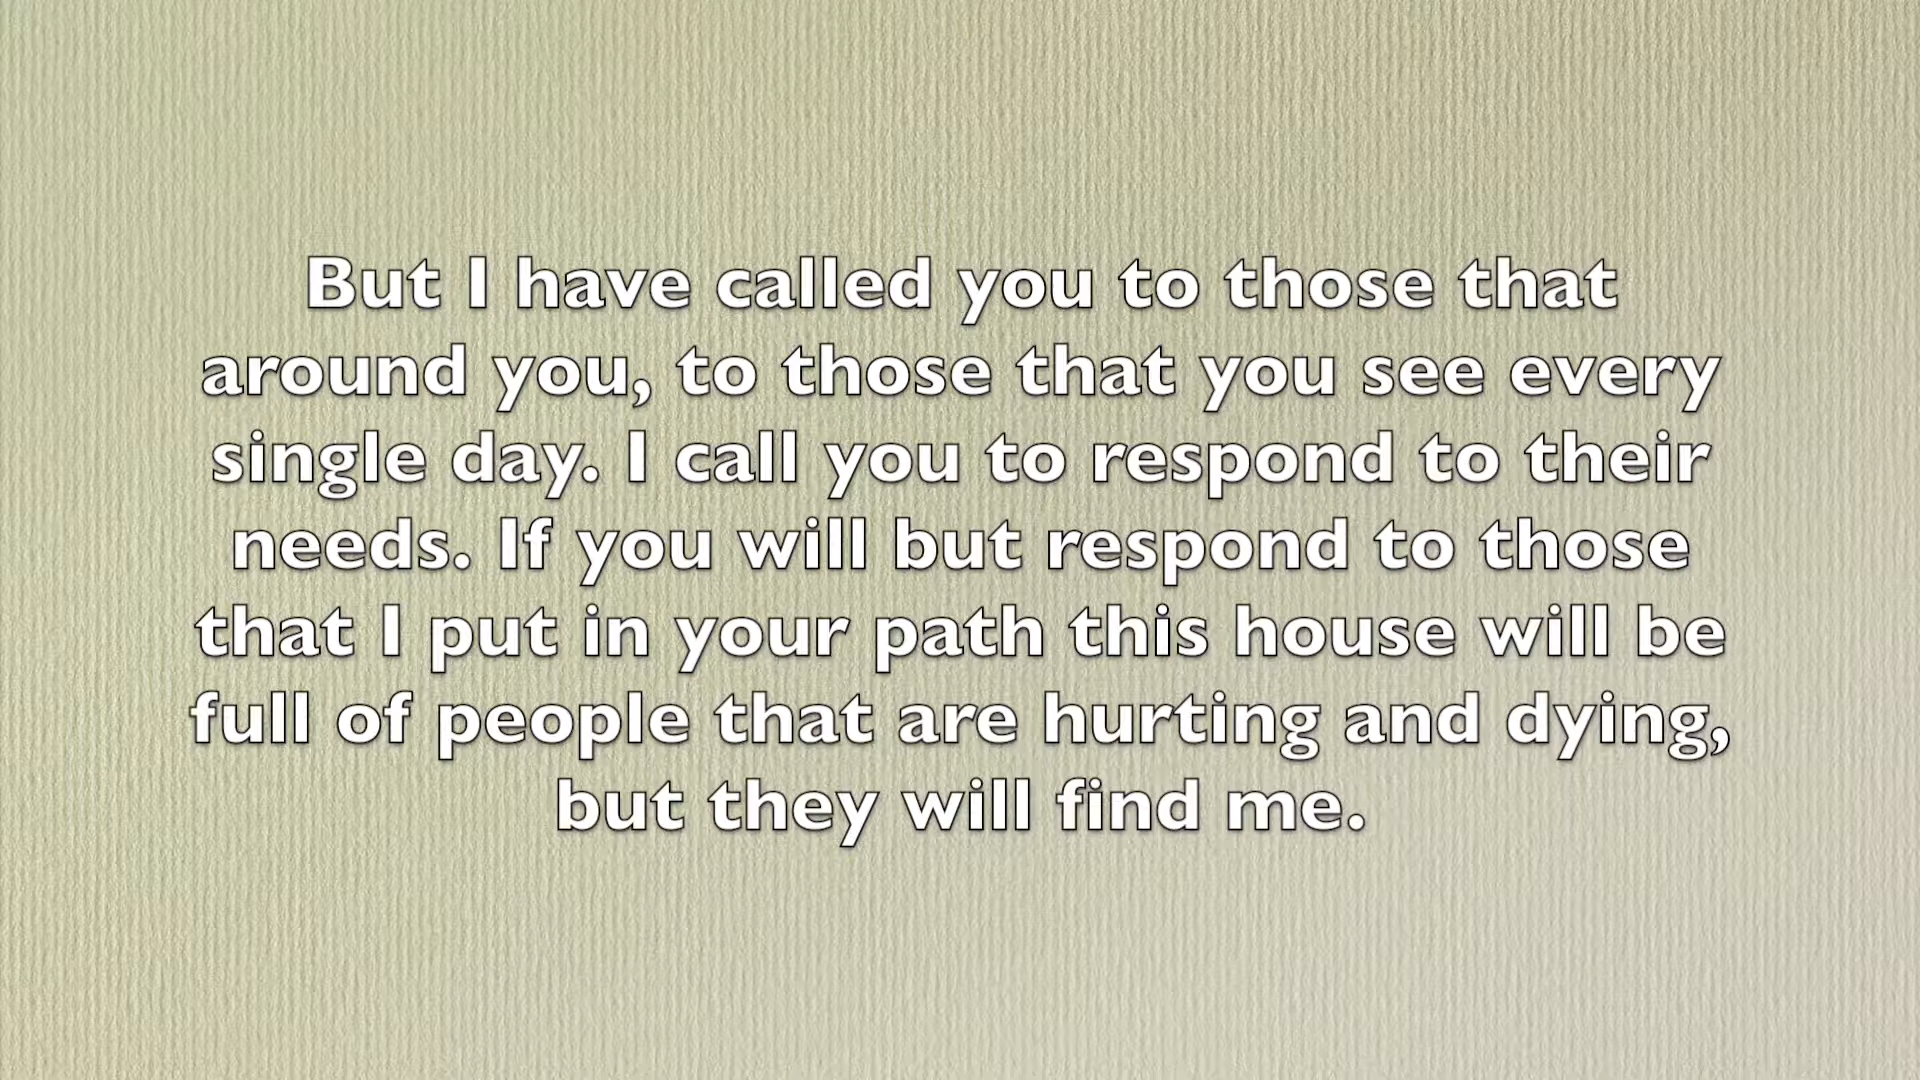 But I have called you to those that
around you, to those that you see every
single day. I call you to respond to their
needs. If you will but respond to those
that I put in your path this house will be
full of people that are hurting and dying,
but they will find me.